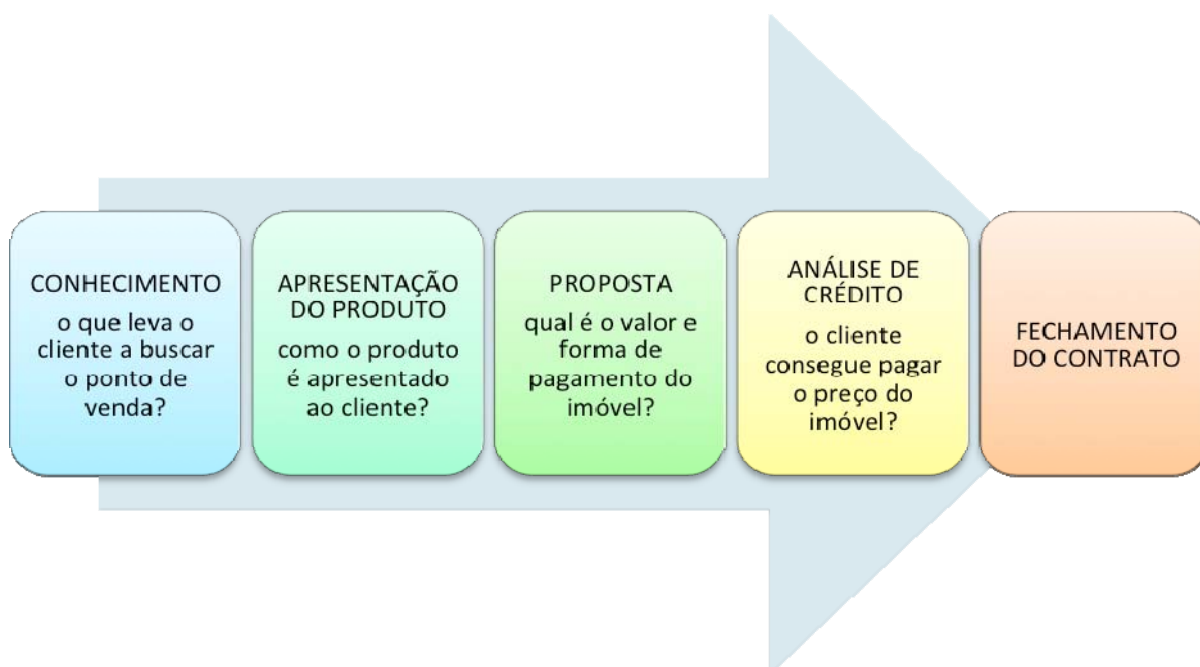 CONHECIMENTO
o que leva o
cliente a buscar
o ponto de
venda?
APRESENTAÇÃO
DO PRODUTO
como o produto
é apresentado
ao cliente?
PROPOSTA
qual é o valor e
forma de
pagamento do
imóvel?
ANÁLISE DE
CRÉDITO
o cliente
consegue pagar
o preço do
imóvel?
FECHAMENTO
DO CONTRATO